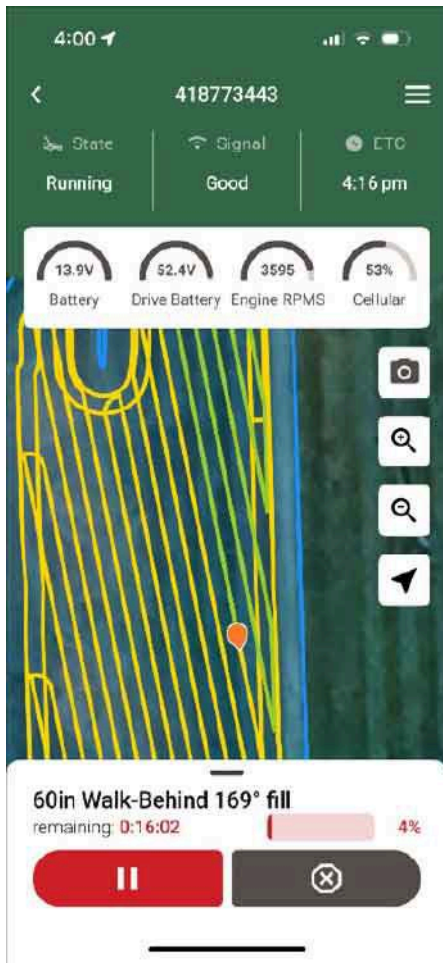 4:00
418773443
State Signal ETC
Running Good 4:16 pm
13.9V 52.4V 3595 53%
Battery Drive Battery Engine RPMS Cellular
60in Walk-Behind 169° fill
remaining: 0:16:02 4%